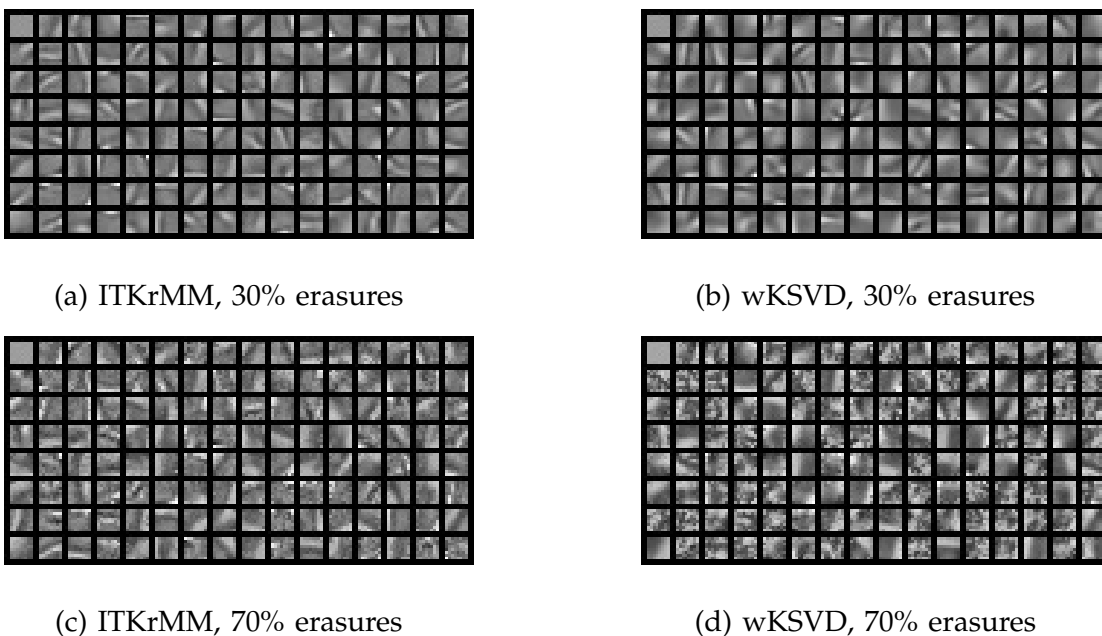 (a) ITKrMM, 30% erasures
(b) wKSVD, 30% erasures
(c) ITKrMM, 70% erasures
(d) wKSVD, 70% erasures